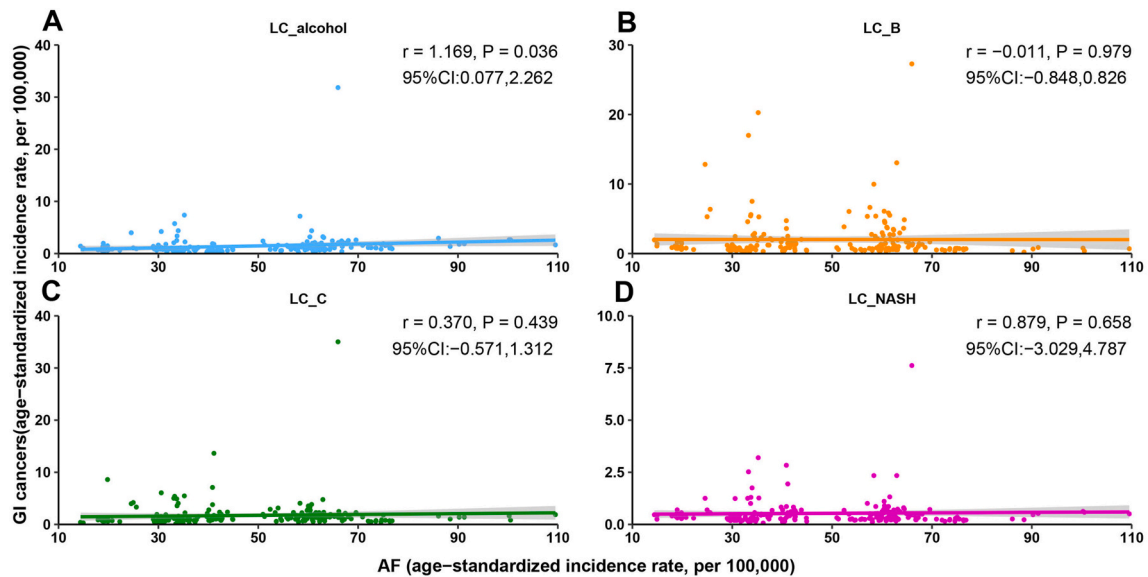 A
LC_alcohol
r = 1.169, P = 0.036
95%CI:0.077,2.262
40
30
20
10
0
10 30 50 70 90 110
B
LC_B
r = −0.011, P = 0.979
95%CI:−0.848,0.826
30
20
10
0
10 30 50 70 90 110
C
LC_C
r = 0.370, P = 0.439
95%CI:−0.571,1.312
40
30
20
10
0
10 30 50 70 90 110
D
LC_NASH
r = 0.879, P = 0.658
95%CI:−3.029,4.787
10.0
7.5
5.0
2.5
0.0
10 30 50 70 90 110
GI cancers(age−standardized incidence rate, per 100,000)
AF (age−standardized incidence rate, per 100,000)